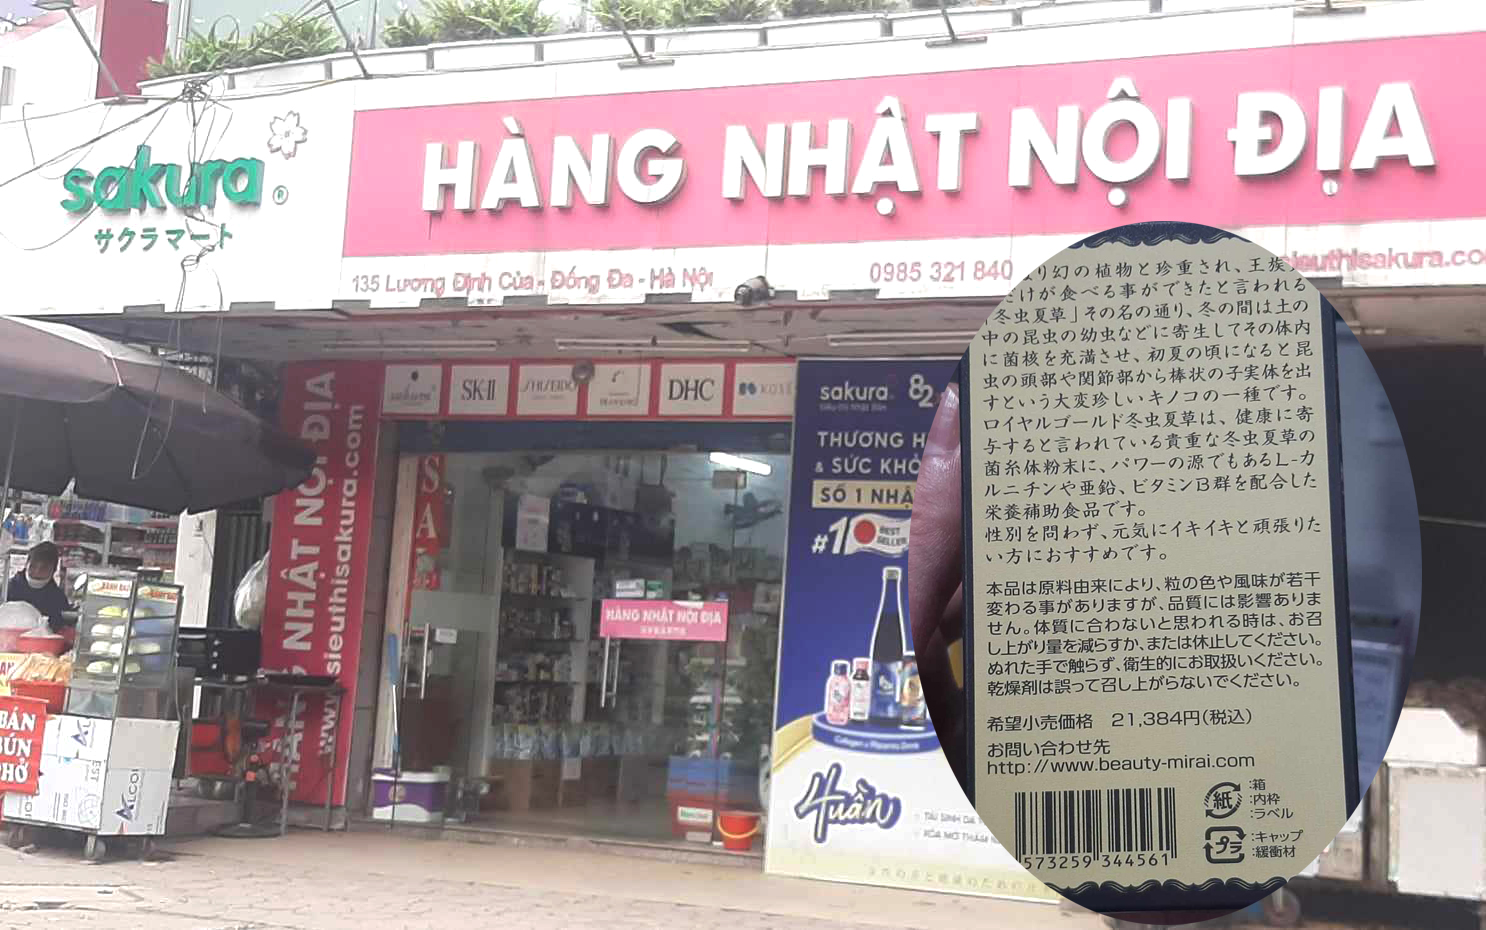 sakura
®
サクラマート
HÀNG NHẬT NỘI ĐỊA
135 Lương Định Của - Đống Đa - Hà Nội
0985 321 840
sieuthisakura.co
SK-II
SHISEIDO
DHC
KOSÉ
HÀNG NHẬT NỘI ĐỊA
www.sieuthisakura.com
SA
HÀNG NHẬT NỘI ĐỊA
sakura
82
THƯƠNG H
& SỨC KHỎ
SỐ 1 NHẬ
#1
BEST
SELLER
Collagen & Placenta Drink
Huần
BÁNH BAO
BÁN
BÚN
PHỞ
り幻の植物と珍重され、王族
だけが食べる事ができたと言われる
「冬虫夏草」その名の通り、冬の間は土の
中の昆虫の幼虫などに寄生してその体内
に菌核を充満させ、初夏の頃になると昆
虫の頭部や関節部から棒状の子実体を出
すという大変珍しいキノコの一種です。
ロイヤルゴールド冬虫夏草は、健康に寄
与すると言われている貴重な冬虫夏草の
菌糸体粉末に、パワーの源でもあるL-カ
ルニチンや亜鉛、ビタミンB群を配合した
栄養補助食品です。
性別を問わず、元気にイキイキと頑張りた
い方におすすめです。
本品は原料由来により、粒の色や風味が若干
変わる事がありますが、品質には影響ありま
せん。体質に合わないと思われる時は、お召
し上がり量を減らすか、または休止してください。
ぬれた手で触らず、衛生的にお取扱いください。
乾燥剤は誤って召し上がらないでください。
希望小売価格 21,384円(税込)
お問い合わせ先
http://www.beauty-mirai.com
紙
:箱
:内枠
:ラベル
プラ
:キャップ
:緩衝材
573259 344561